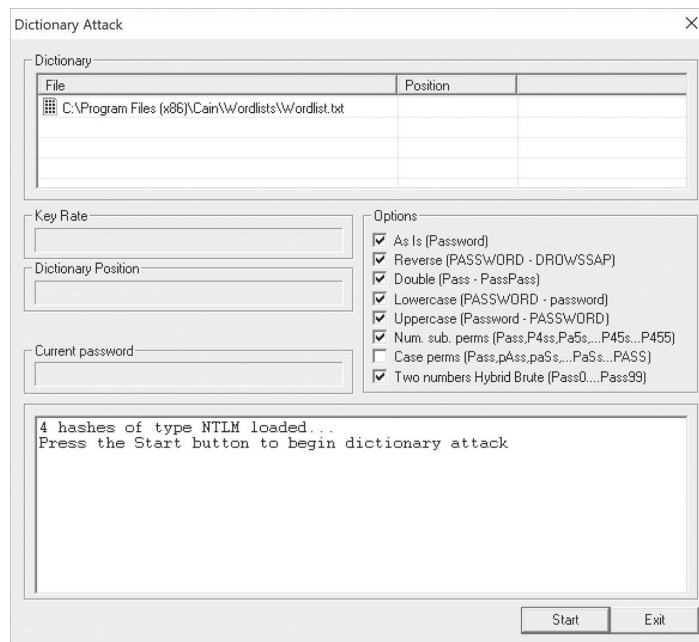 Dictionary Attack
Dictionary
File Position
C:\Program Files (x86)\Cain\Wordlists\Wordlist.txt
Key Rate
Dictionary Position
Current password
Options
As Is (Password)
Reverse (PASSWORD - DROWSSAP)
Double (Pass - PassPass)
Lowercase (PASSWORD - password)
Uppercase (Password - PASSWORD)
Num. sub. perms (Pass,P4ss,Pa5s,...P45s...P455)
Case perms (Pass,pAss,paSs,...PaSs...PASS)
Two numbers Hybrid Brute (Pass0....Pass99)
4 hashes of type NTLM loaded...
Press the Start button to begin dictionary attack
Start Exit